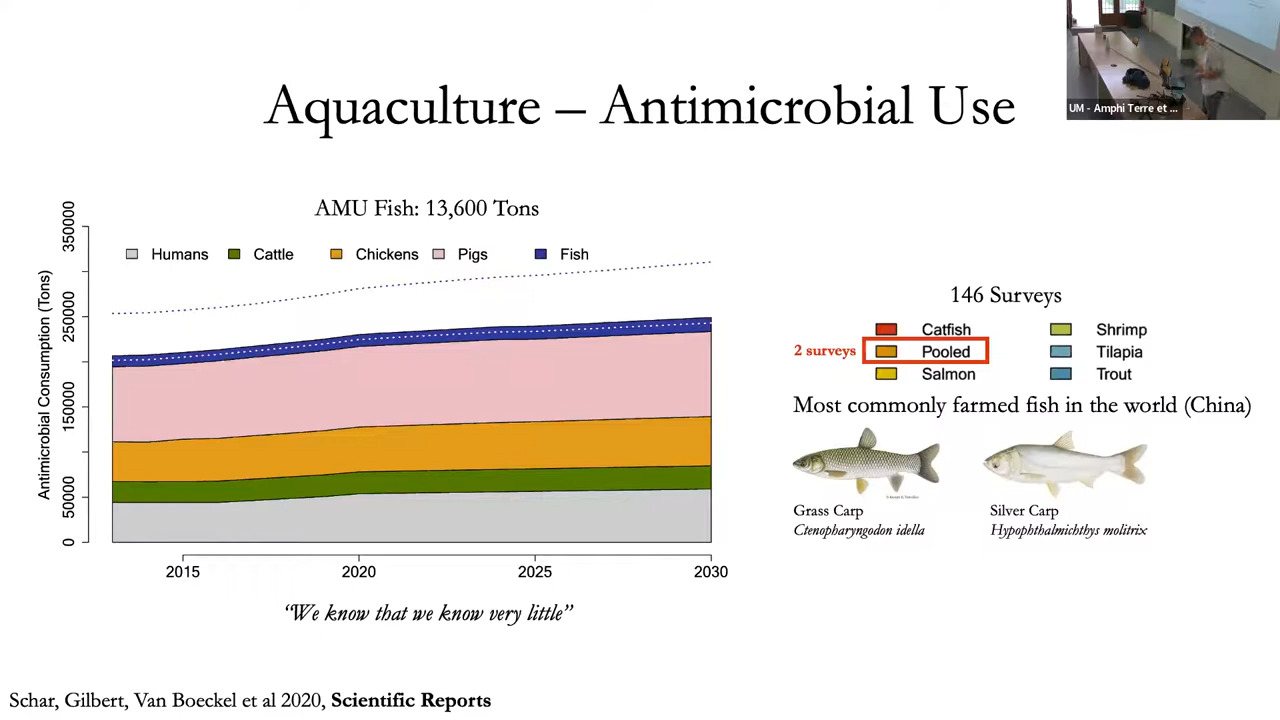 UM - Amphi Terre et ...
Aquaculture – Antimicrobial Use
AMU Fish: 13,600 Tons
Humans Cattle Chickens Pigs Fish
Antimicrobial Consumption (Tons)
350000
250000
150000
50000
0
2015 2020 2025 2030
"We know that we know very little"
146 Surveys
Catfish Shrimp
2 surveys Pooled Tilapia
Salmon Trout
Most commonly farmed fish in the world (China)
Grass Carp
Ctenopharyngodon idella
Silver Carp
Hypophthalmichthys molitrix
Schar, Gilbert, Van Boeckel et al 2020, Scientific Reports